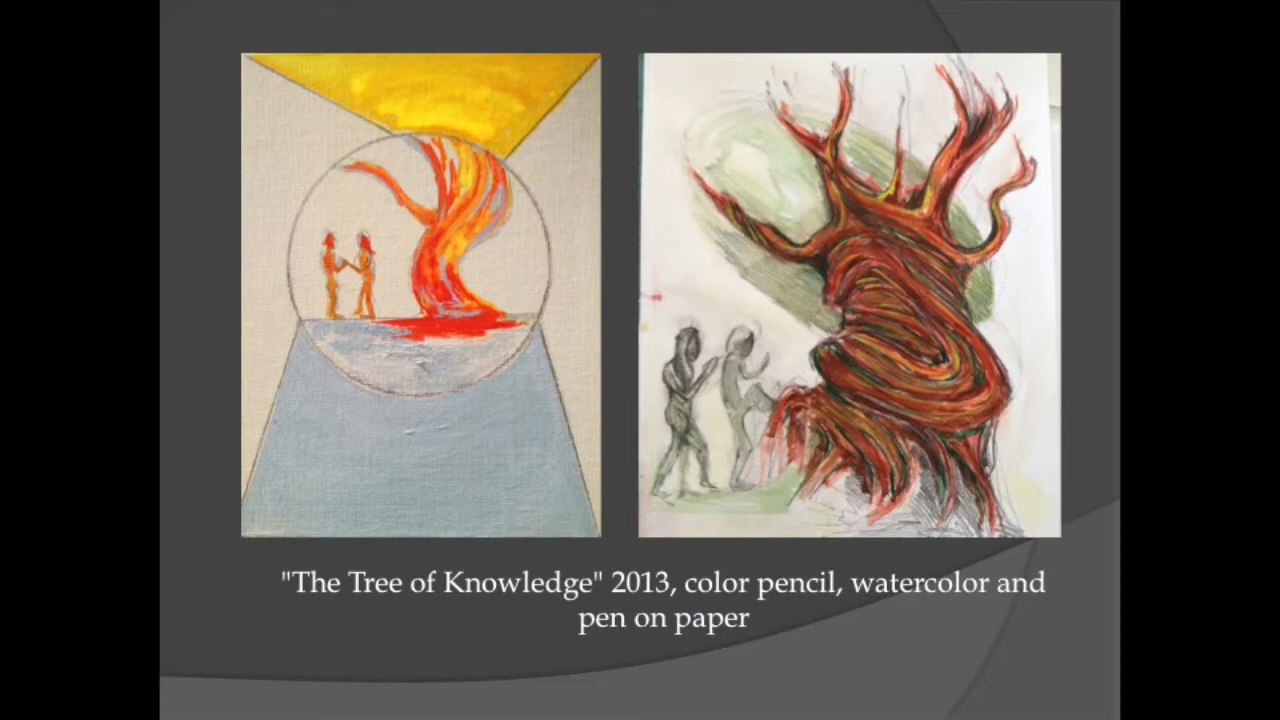 "The Tree of Knowledge" 2013, color pencil, watercolor and
pen on paper